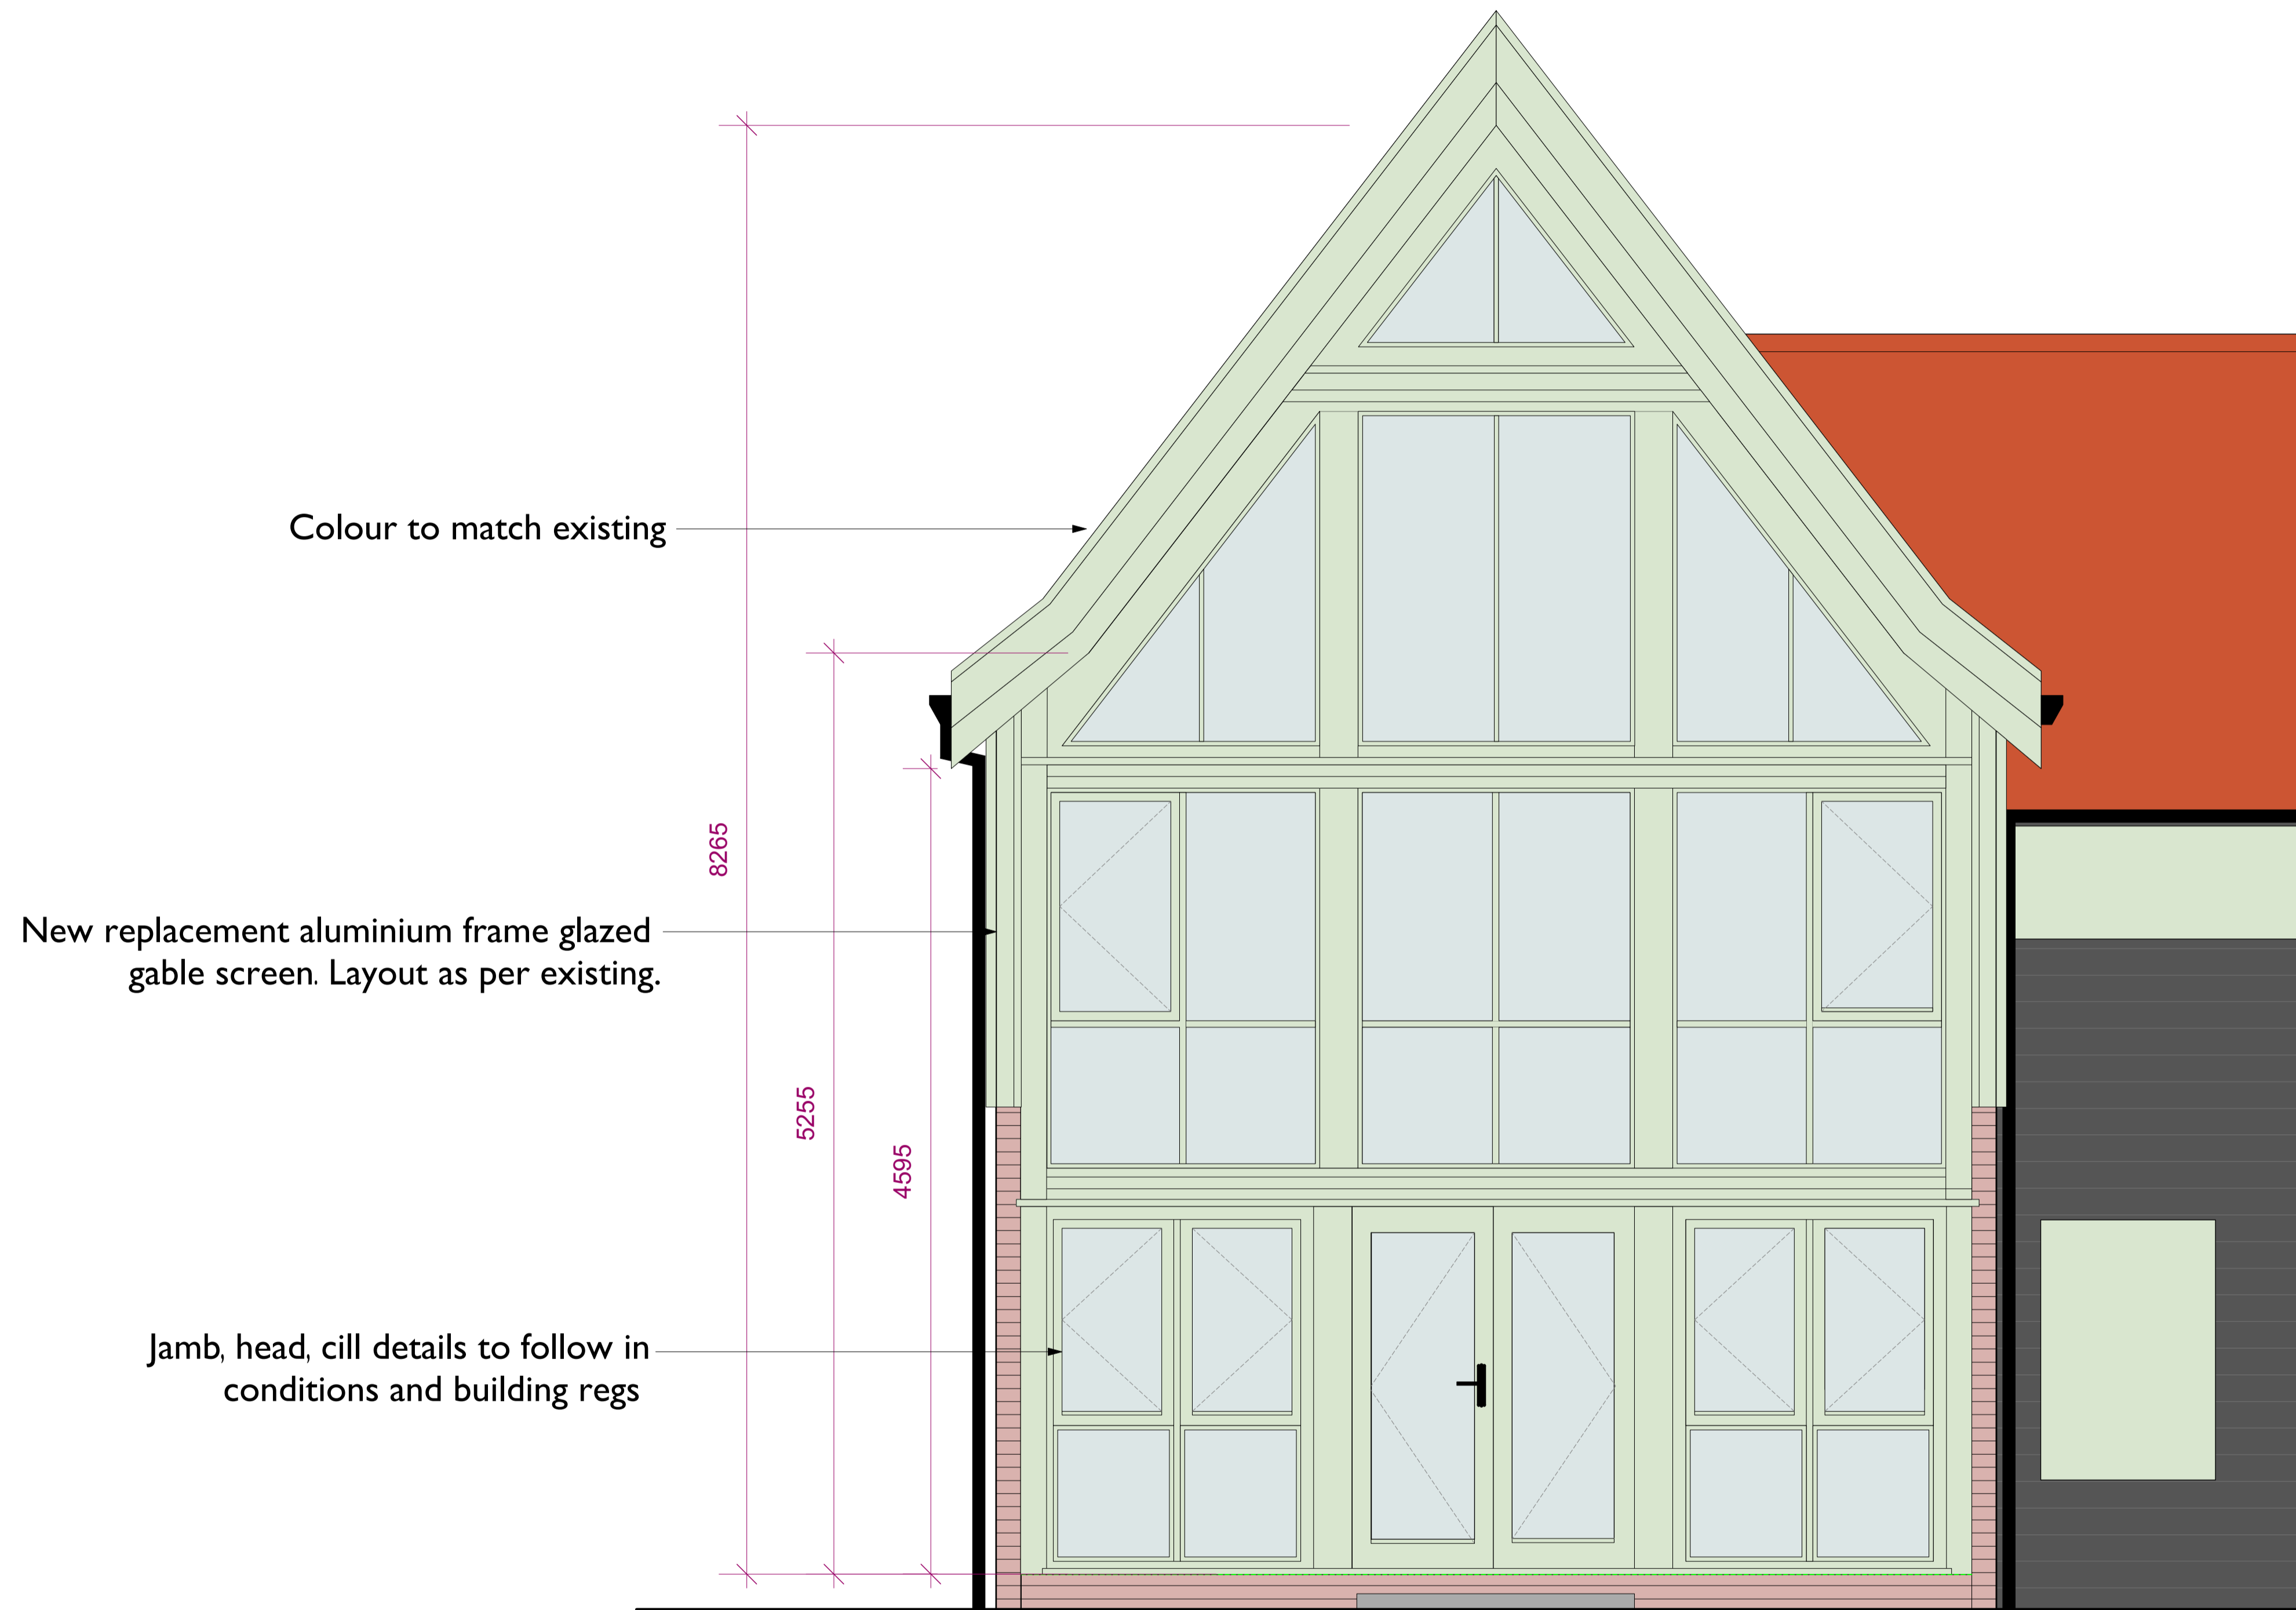 Colour to match existing
8265
New replacement aluminium frame glazed
gable screen. Layout as per existing.
5255
4595
Jamb, head, cill details to follow in
conditions and building regs